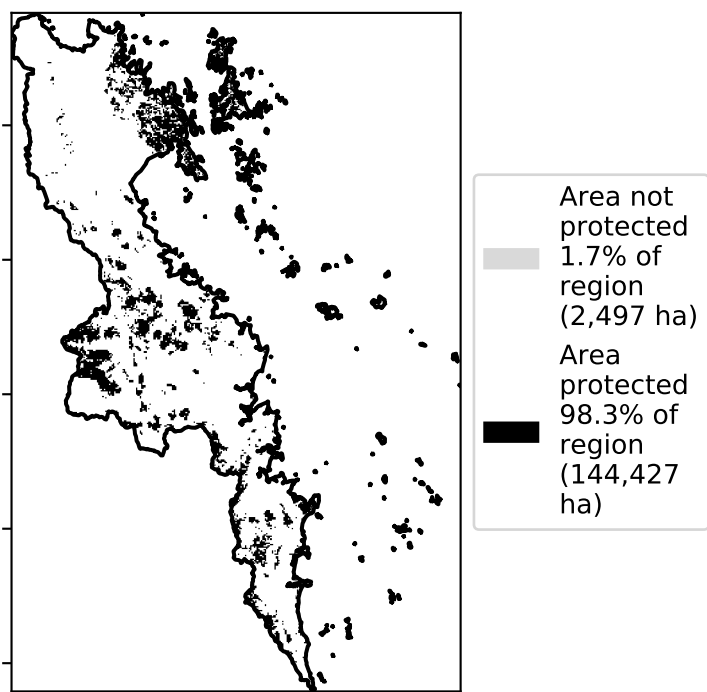 Area not
protected
1.7% of
region
(2,497 ha)
Area
protected
98.3% of
region
(144,427
ha)